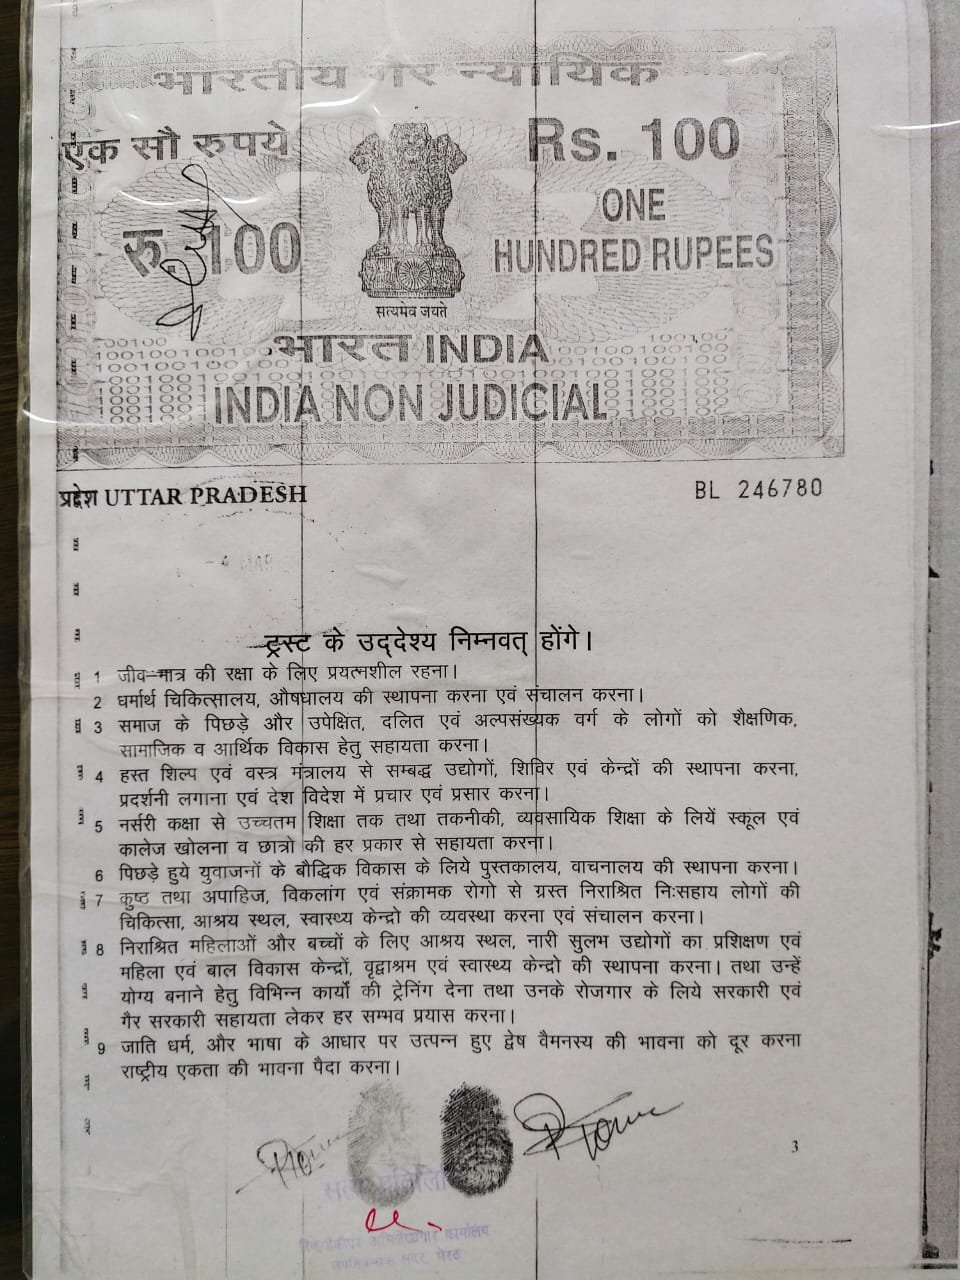 भारतीय गैर न्यायिक
एक सौ रुपये
Rs. 100
रु. 100
ONE
HUNDRED RUPEES
सत्यमेव जयते
भारत INDIA
INDIA NON JUDICIAL
प्रदेश UTTAR PRADESH
BL 246780
ट्रस्ट के उद्देश्य निम्नवत् होंगे।
1 जीव-मात्र की रक्षा के लिए प्रयत्नशील रहना।
2 धर्मार्थ चिकित्सालय, औषधालय की स्थापना करना एवं संचालन करना।
3 समाज के पिछड़े और उपेक्षित, दलित एवं अल्पसंख्यक वर्ग के लोगों को शैक्षणिक,
सामाजिक व आर्थिक विकास हेतु सहायता करना।
4 हस्त शिल्प एवं वस्त्र मंत्रालय से सम्बद्ध उद्योगों, शिविर एवं केन्द्रों की स्थापना करना,
प्रदर्शनी लगाना एवं देश विदेश में प्रचार एवं प्रसार करना।
5 नर्सरी कक्षा से उच्चतम शिक्षा तक तथा तकनीकी, व्यवसायिक शिक्षा के लियें स्कूल एवं
कालेज खोलना व छात्रो की हर प्रकार से सहायता करना।
6 पिछड़े हुये युवाजनों के बौद्धिक विकास के लिये पुस्तकालय, वाचनालय की स्थापना करना।
7 कुष्ठ तथा अपाहिज, विकलांग एवं संक्रामक रोगो से ग्रस्त निराश्रित निःसहाय लोगों की
चिकित्सा, आश्रय स्थल, स्वास्थ्य केन्द्रो की व्यवस्था करना एवं संचालन करना।
8 निराश्रित महिलाओं और बच्चों के लिए आश्रय स्थल, नारी सुलभ उद्योगों का प्रशिक्षण एवं
महिला एवं बाल विकास केन्द्रों, वृद्वाश्रम एवं स्वास्थ्य केन्द्रो की स्थापना करना। तथा उन्हें
योग्य बनाने हेतु विभिन्न कार्यों की ट्रेनिंग देना तथा उनके रोजगार के लिये सरकारी एवं
गैर सरकारी सहायता लेकर हर सम्भव प्रयास करना।
9 जाति धर्म, और भाषा के आधार पर उत्पन्न हुए द्वेष वैमनस्य की भावना को दूर करना
राष्ट्रीय एकता की भावना पैदा करना।
3